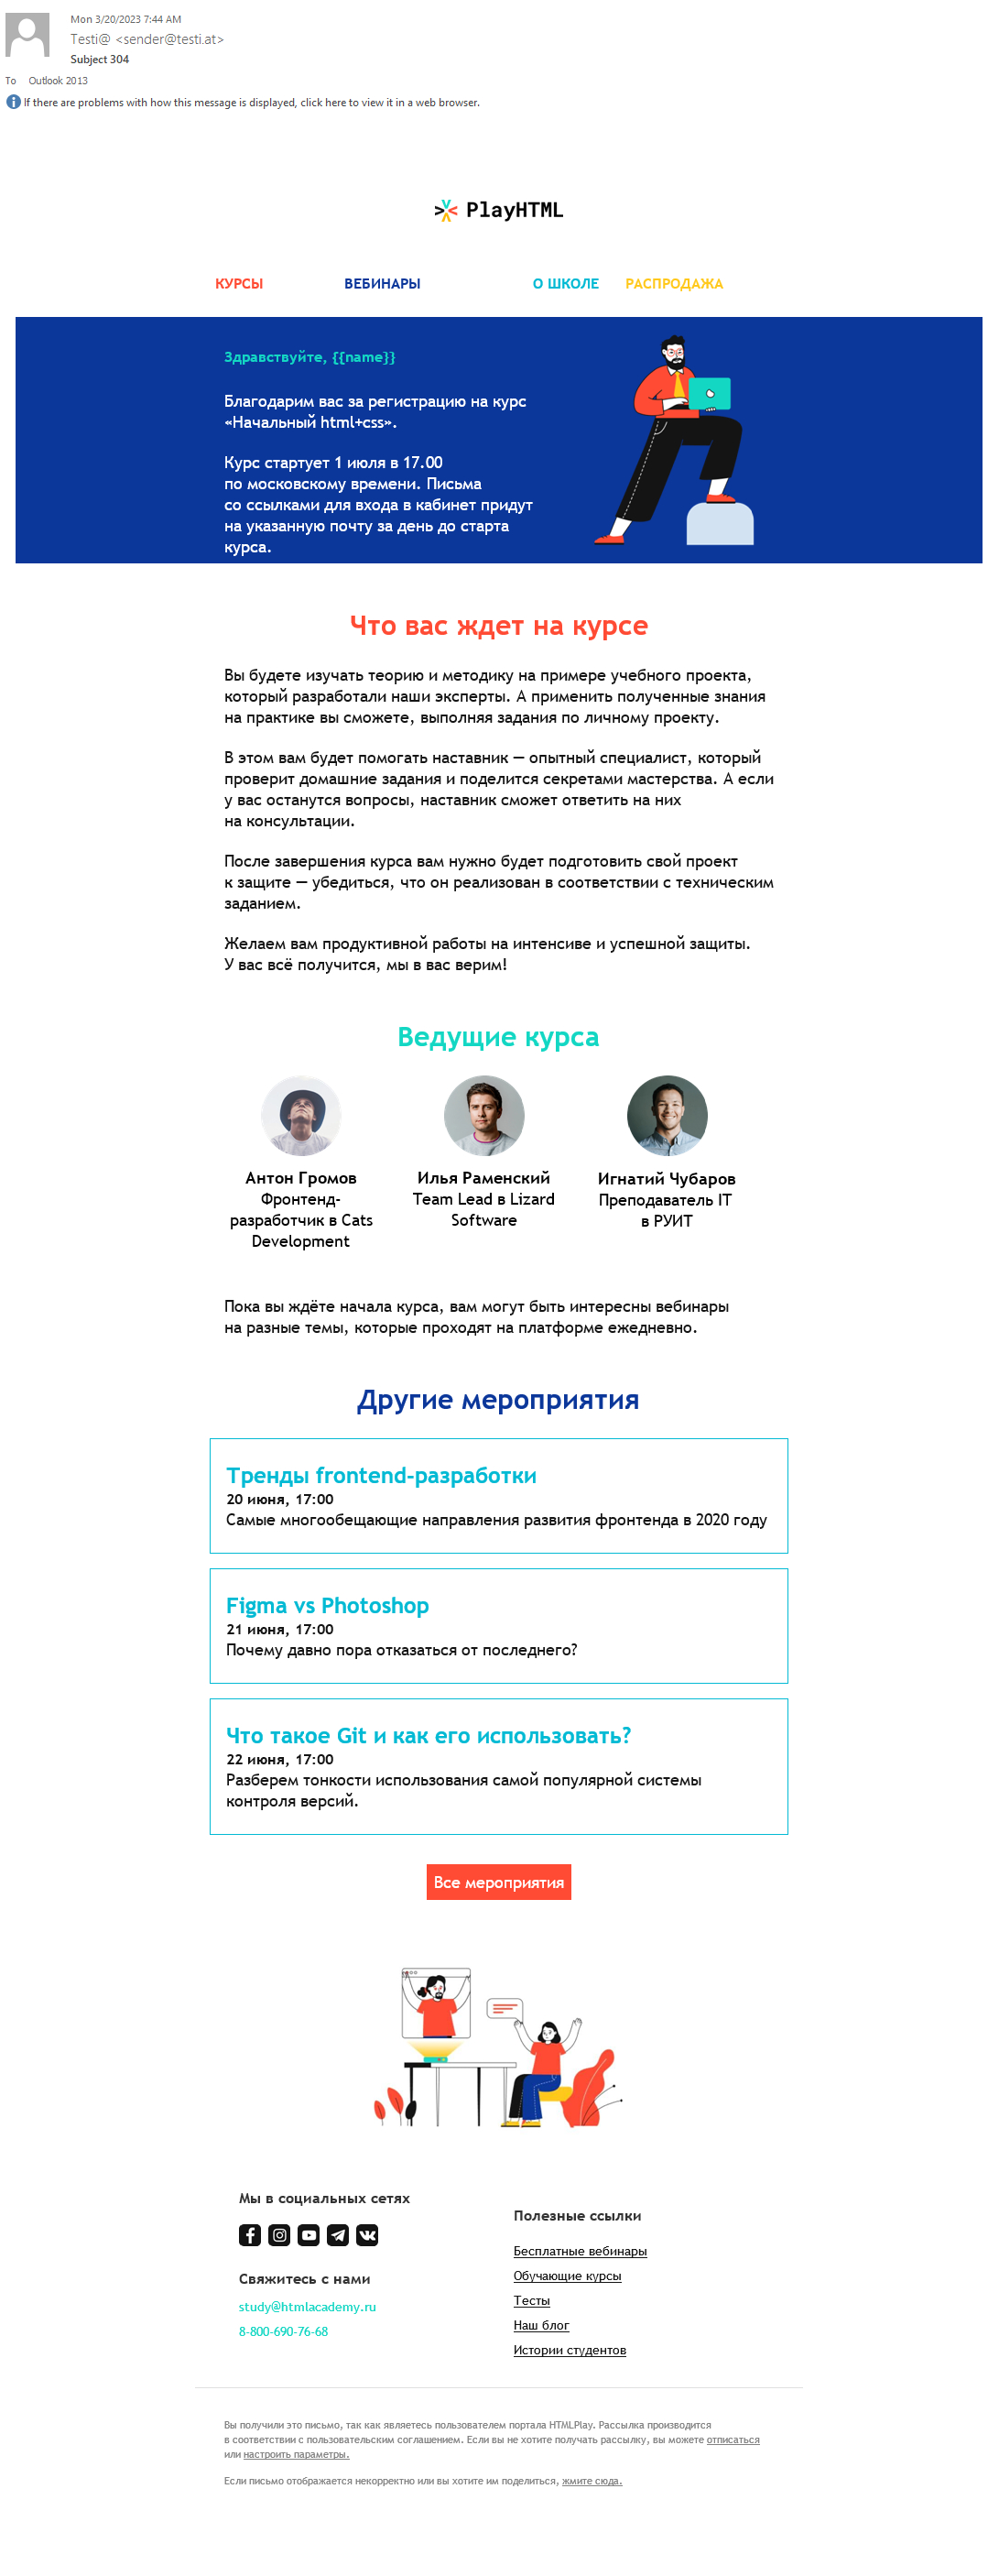 Mon 3/20/2023 7:44 AM
Testi@ <sender@testi.at>
Subject 304
To Outlook 2013
If there are problems with how this message is displayed, click here to view it in a web browser.
PlayHTML
КУРСЫ ВЕБИНАРЫ О ШКОЛЕ РАСПРОДАЖА
Здравствуйте, {{name}}
Благодарим вас за регистрацию на курс
«Начальный html+css».
Курс стартует 1 июля в 17.00
по московскому времени. Письма
со ссылками для входа в кабинет придут
на указанную почту за день до старта
курса.
Что вас ждет на курсе
Вы будете изучать теорию и методику на примере учебного проекта,
который разработали наши эксперты. А применить полученные знания
на практике вы сможете, выполняя задания по личному проекту.
В этом вам будет помогать наставник — опытный специалист, который
проверит домашние задания и поделится секретами мастерства. А если
у вас останутся вопросы, наставник сможет ответить на них
на консультации.
После завершения курса вам нужно будет подготовить свой проект
к защите — убедиться, что он реализован в соответствии с техническим
заданием.
Желаем вам продуктивной работы на интенсиве и успешной защиты.
У вас всё получится, мы в вас верим!
Ведущие курса
Антон Громов
Фронтенд-
разработчик в Cats
Development
Илья Раменский
Team Lead в Lizard
Software
Игнатий Чубаров
Преподаватель IT
в РУИТ
Пока вы ждёте начала курса, вам могут быть интересны вебинары
на разные темы, которые проходят на платформе ежедневно.
Другие мероприятия
Тренды frontend-разработки
20 июня, 17:00
Самые многообещающие направления развития фронтенда в 2020 году
Figma vs Photoshop
21 июня, 17:00
Почему давно пора отказаться от последнего?
Что такое Git и как его использовать?
22 июня, 17:00
Разберем тонкости использования самой популярной системы
контроля версий.
Все мероприятия
Мы в социальных сетях
Свяжитесь с нами
study@htmlacademy.ru
8-800-690-76-68
Полезные ссылки
Бесплатные вебинары
Обучающие курсы
Тесты
Наш блог
Истории студентов
Вы получили это письмо, так как являетесь пользователем портала HTMLPlay. Рассылка производится
в соответствии с пользовательским соглашением. Если вы не хотите получать рассылку, вы можете отписаться
или настроить параметры.
Если письмо отображается некорректно или вы хотите им поделиться, жмите сюда.